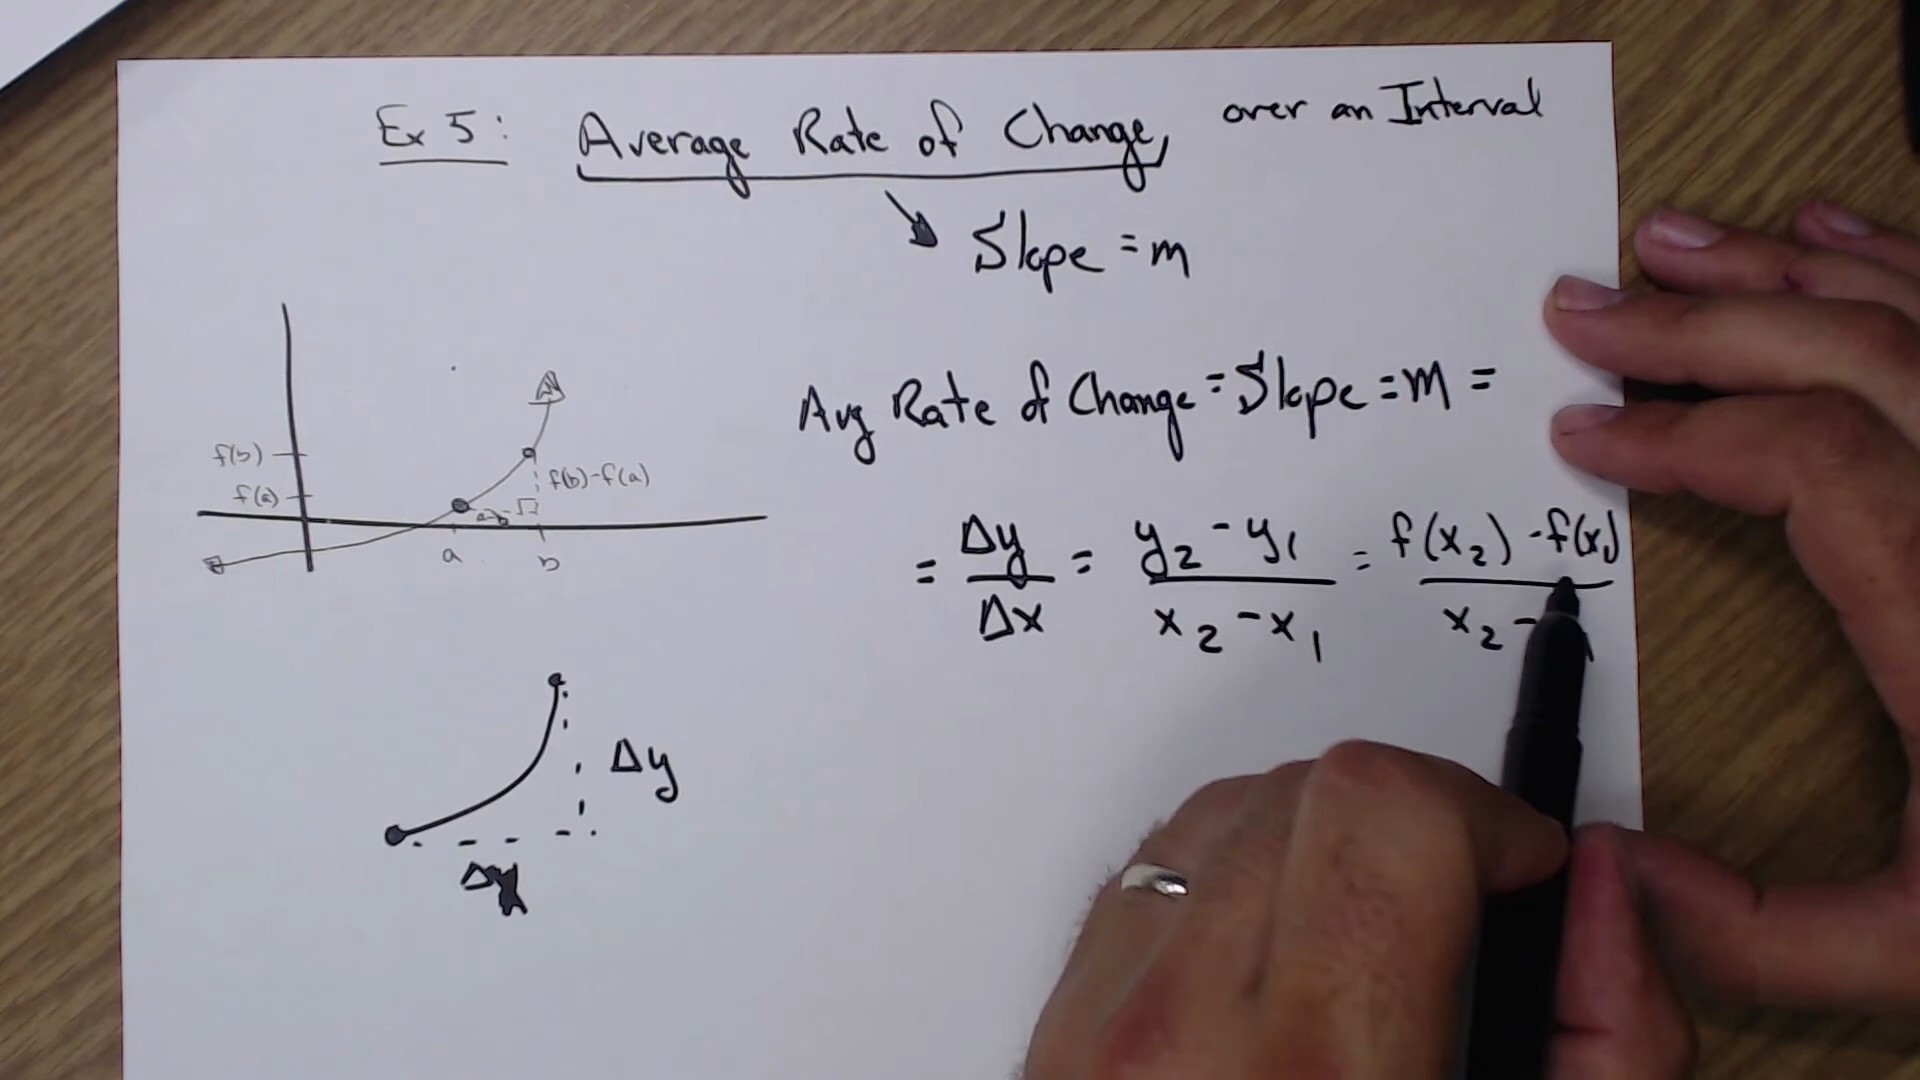 Ex 5: Average Rate of Change, over an Interval
Slope = m
Avg Rate of Change = Slope = m =
= Δy/Δx = y₂ - y₁/x₂ - x₁ = f(x₂) - f(x₁)/x₂ -
f(b)
f(a)
f(b)-f(a)
a
b
Δy